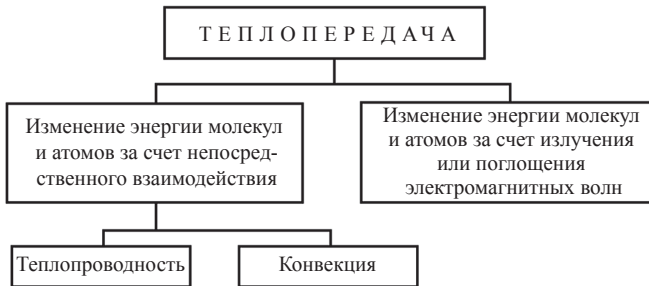 ТЕПЛОПЕРЕДАЧА
Изменение энергии молекул
и атомов за счет непосред-
ственного взаимодействия
Изменение энергии молекул
и атомов за счет излучения
или поглощения
электромагнитных волн
Теплопроводность
Конвекция